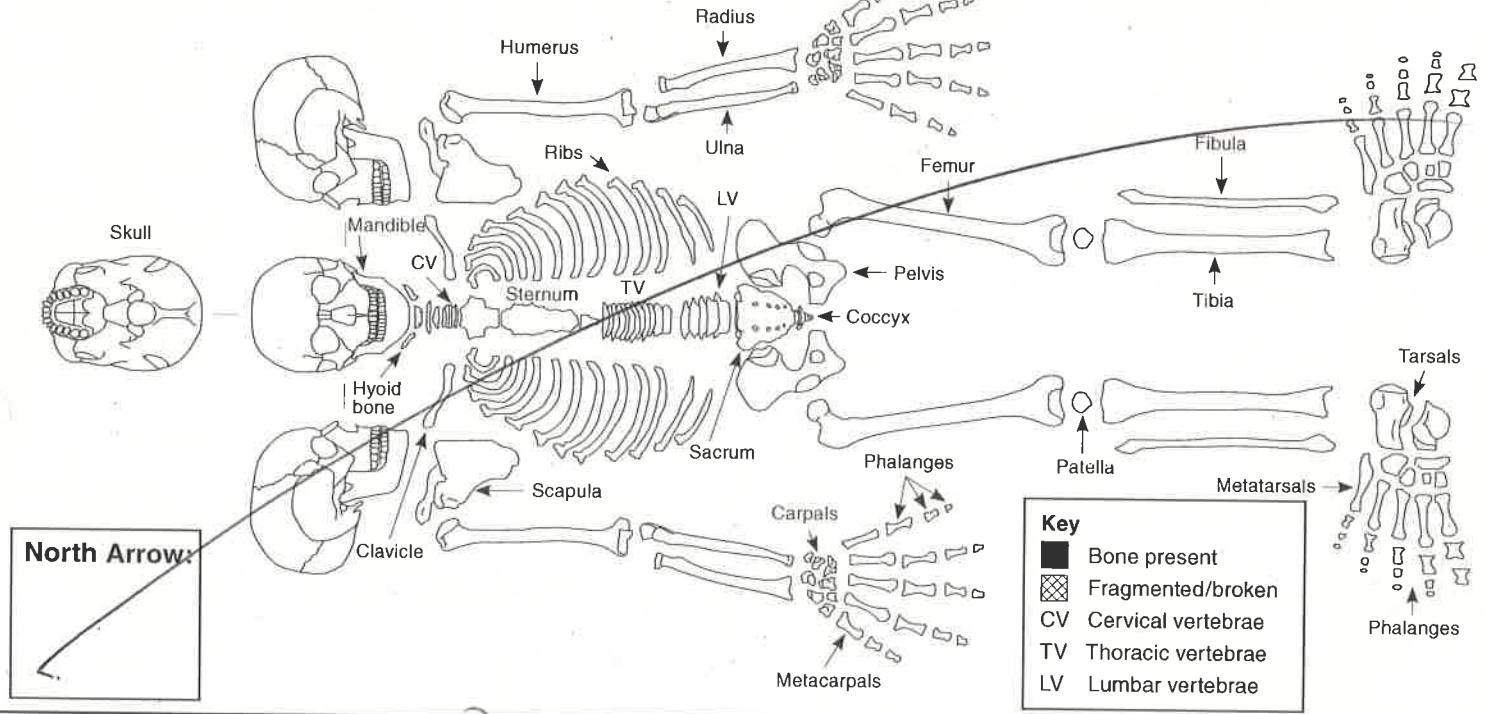 Radius
Humerus
Ulna
Ribs
Femur
Fibula
LV
Skull
Mandible
CV
Sternum
TV
Pelvis
Tibia
Coccyx
Hyoid
bone
Tarsals
Sacrum
Phalanges
Patella
Scapula
Metatarsals
Clavicle
Carpals
North Arrow:
Key
Bone present
Fragmented/broken
CV Cervical vertebrae
TV Thoracic vertebrae
LV Lumbar vertebrae
Phalanges
Metacarpals